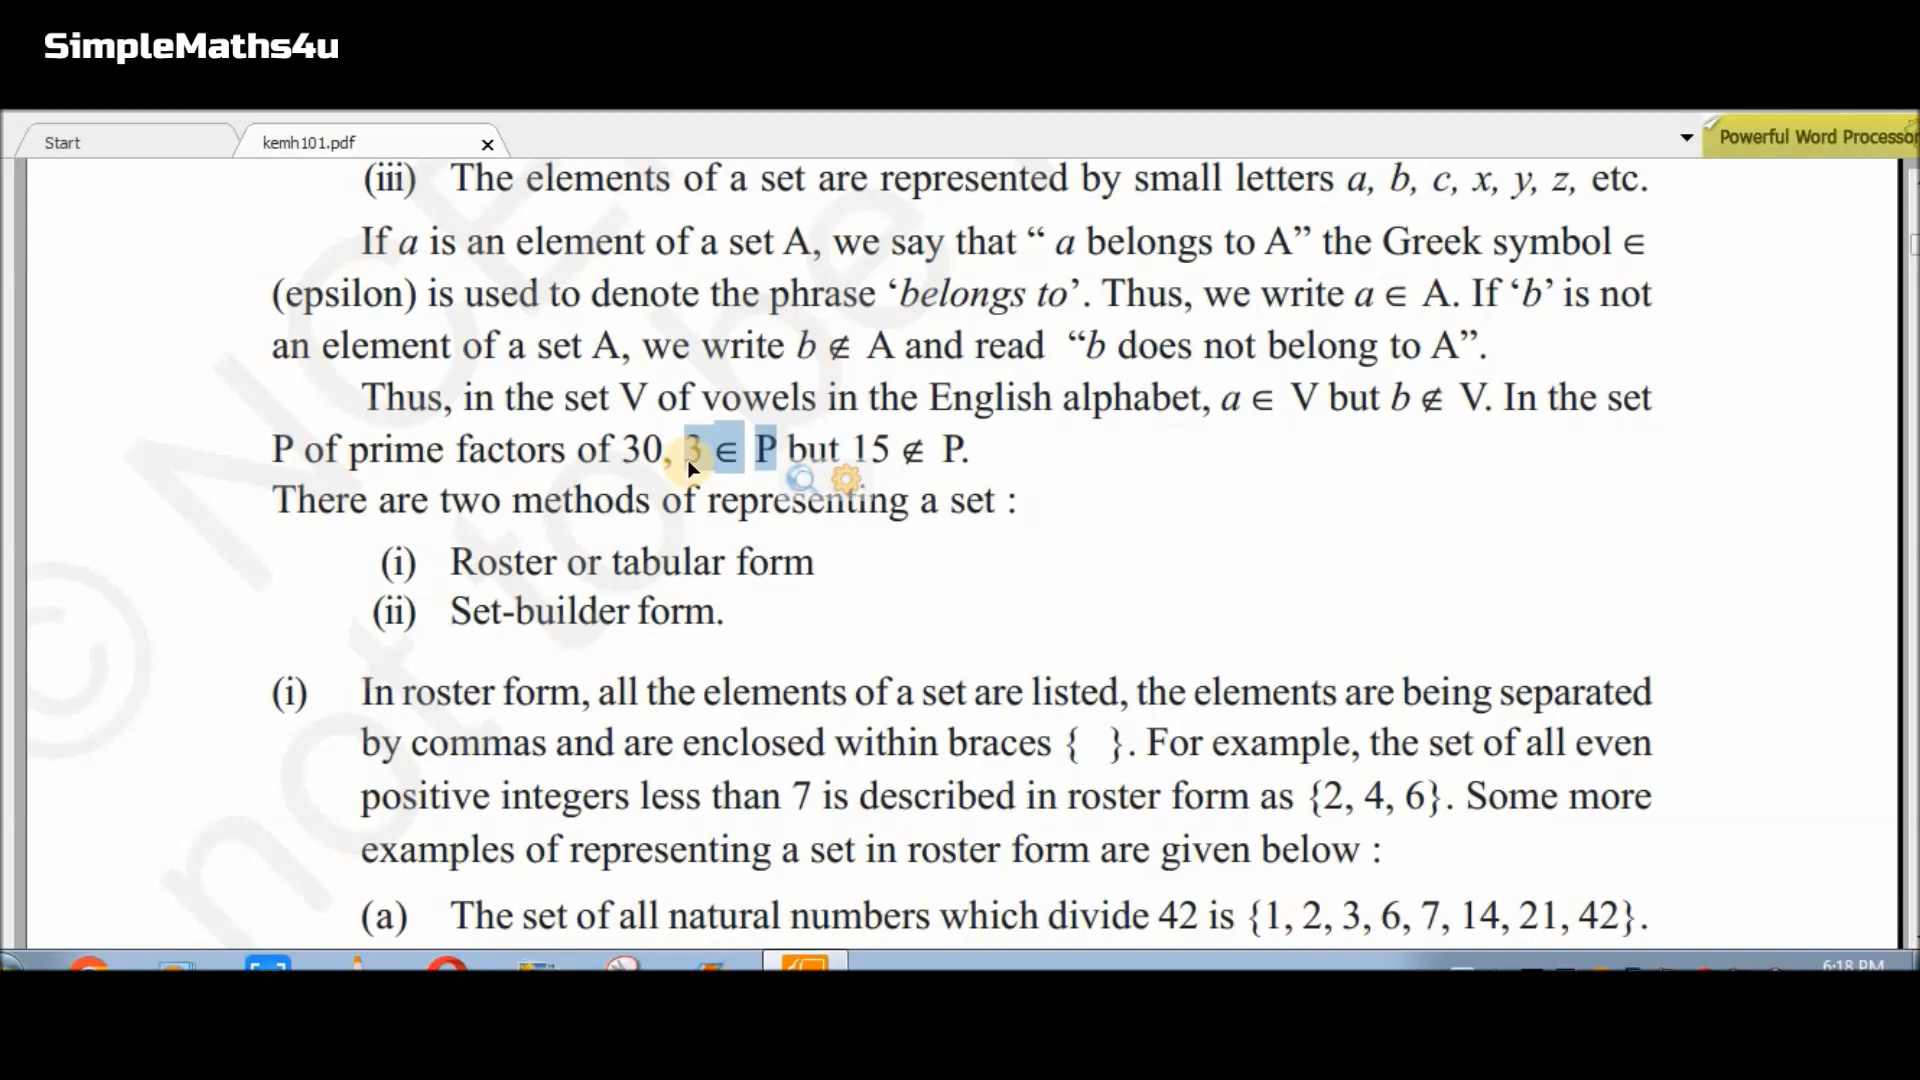 SimpleMaths4u
Start
kemh101.pdf
Powerful Word Processor
(iii) The elements of a set are represented by small letters a, b, c, x, y, z, etc.
If a is an element of a set A, we say that “ a belongs to A” the Greek symbol ∈
(epsilon) is used to denote the phrase ‘belongs to’. Thus, we write a ∈ A. If ‘b’ is not
an element of a set A, we write b ∉ A and read “b does not belong to A”.
Thus, in the set V of vowels in the English alphabet, a ∈ V but b ∉ V. In the set
P of prime factors of 30, 3 ∈ P but 15 ∉ P.
There are two methods of representing a set :
(i) Roster or tabular form
(ii) Set-builder form.
(i) In roster form, all the elements of a set are listed, the elements are being separated
by commas and are enclosed within braces { }. For example, the set of all even
positive integers less than 7 is described in roster form as {2, 4, 6}. Some more
examples of representing a set in roster form are given below :
(a) The set of all natural numbers which divide 42 is {1, 2, 3, 6, 7, 14, 21, 42}.
6:18 PM
© NCE
not to be